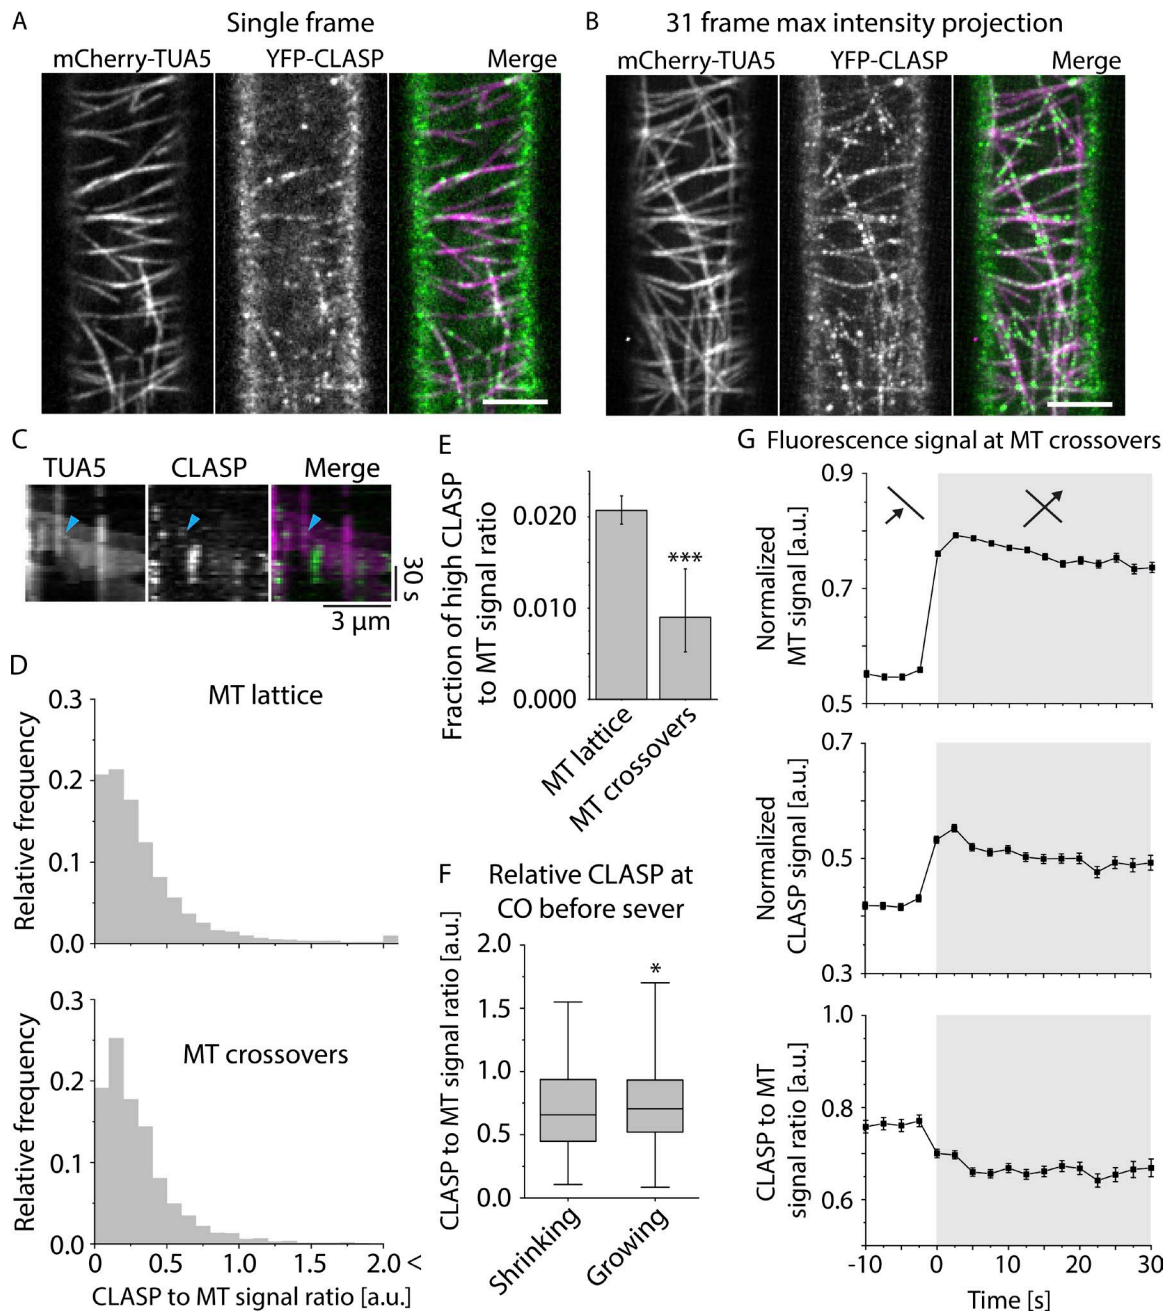 A
Single frame
mCherry-TUA5
YFP-CLASP
Merge
B
31 frame max intensity projection
mCherry-TUA5
YFP-CLASP
Merge
C
TUA5
CLASP
Merge
30 s
3 µm
D
MT lattice
Relative frequency
0.3
0.2
0.1
0.0
MT crossovers
Relative frequency
0.3
0.2
0.1
0.0
0
0.5
1.0
1.5
2.0 <
CLASP to MT signal ratio [a.u.]
E
Fraction of high CLASP
to MT signal ratio
0.020
0.010
0.000
***
MT lattice
MT crossovers
F
Relative CLASP at
CO before sever
CLASP to MT signal ratio [a.u.]
2.0
1.5
1.0
0.5
0.0
*
Shrinking
Growing
G
Fluorescence signal at MT crossovers
Normalized
MT signal [a.u.]
0.9
0.7
0.5
Normalized
CLASP signal [a.u.]
0.7
0.5
0.3
CLASP to MT
signal ratio [a.u.]
1.0
0.8
0.6
-10
0
10
20
30
Time [s]